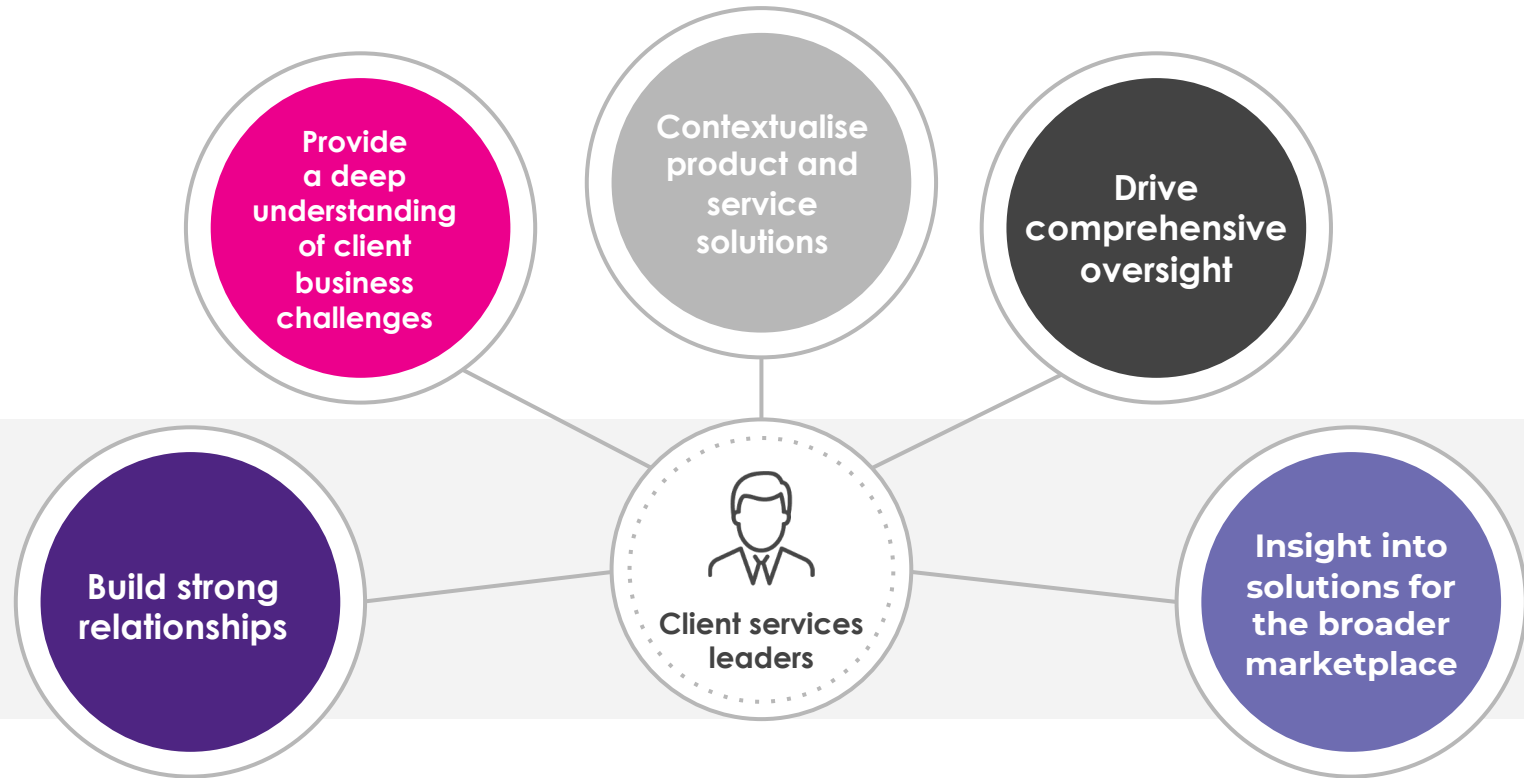 Provide
a deep
understanding
of client
business
challenges
Contextualise
product and
service
solutions
Drive
comprehensive
oversight
Build strong
relationships
Client services
leaders
Insight into
solutions for
the broader
marketplace